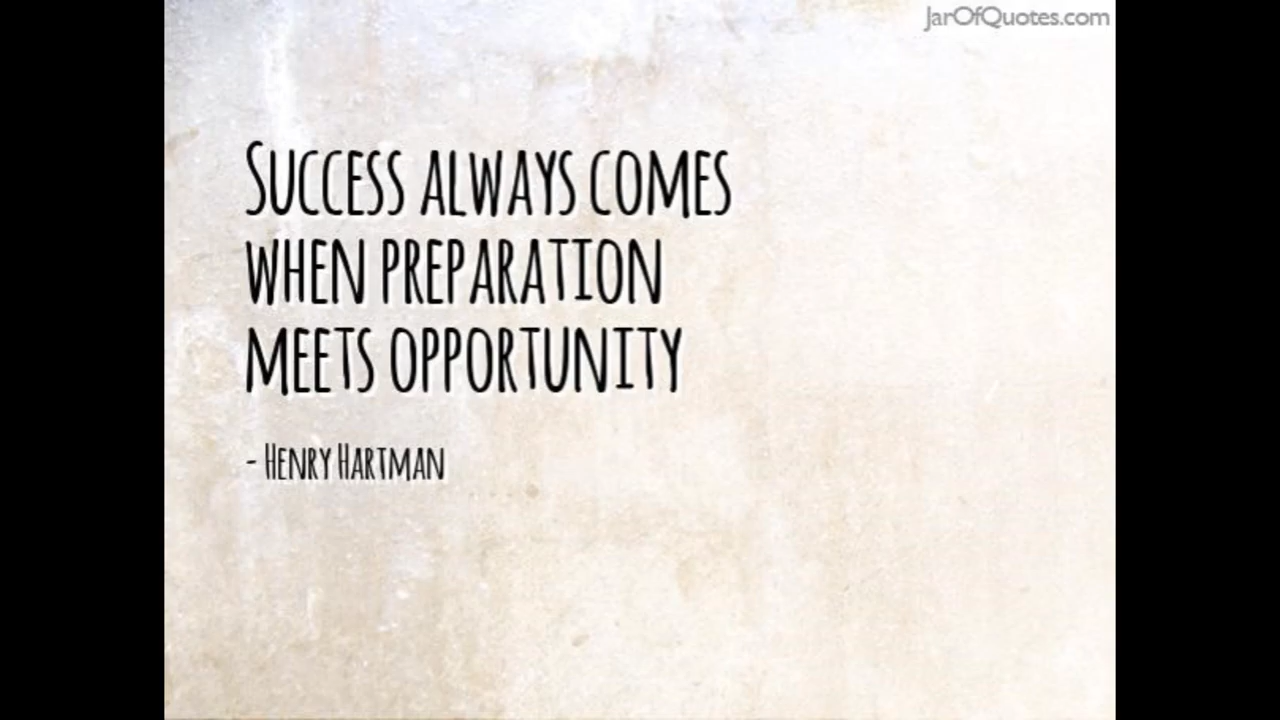 JarOfQuotes.com
Success always comes
when preparation
meets opportunity
- Henry Hartman